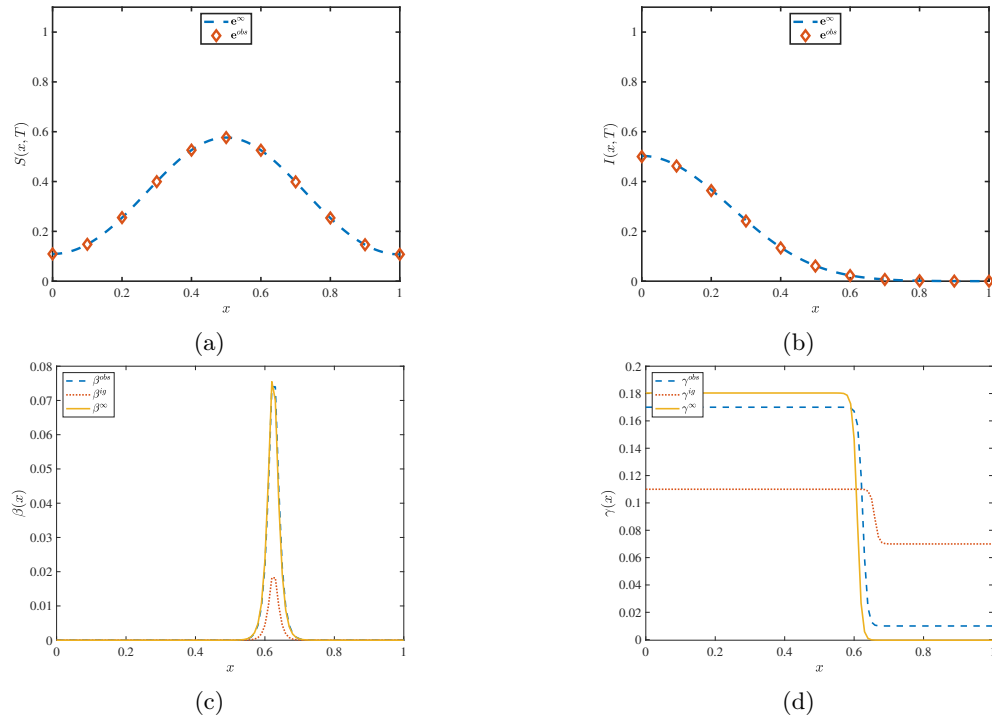 e^∞
e^obs
1
0.8
0.6
0.4
0.2
0
S(x, T)
0 0.2 0.4 0.6 0.8 1
x
(a)
e^∞
e^obs
1
0.8
0.6
0.4
0.2
0
I(x, T)
0 0.2 0.4 0.6 0.8 1
x
(b)
0.08
0.07
0.06
0.05
0.04
0.03
0.02
0.01
0
β^obs
β^ig
β^∞
β(x)
0 0.2 0.4 0.6 0.8 1
x
(c)
0.2
0.18
0.16
0.14
0.12
0.1
0.08
0.06
0.04
0.02
0
γ^obs
γ^ig
γ^∞
γ(x)
0 0.2 0.4 0.6 0.8 1
x
(d)